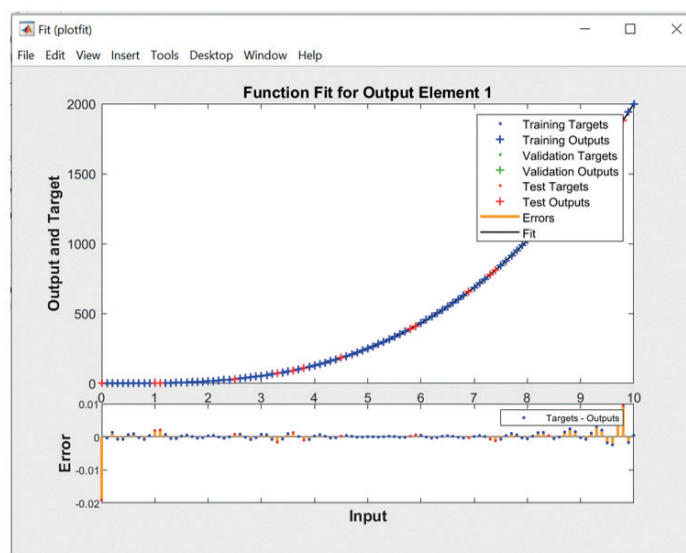 Fit (plotfit)
File Edit View Insert Tools Desktop Window Help
Function Fit for Output Element 1
Output and Target
2000
1500
1000
500
0
Training Targets
Training Outputs
Validation Targets
Validation Outputs
Test Targets
Test Outputs
Errors
Fit
0 1 2 3 4 5 6 7 8 9 10
Error
0.01
0
-0.01
-0.02
Targets - Outputs
Input